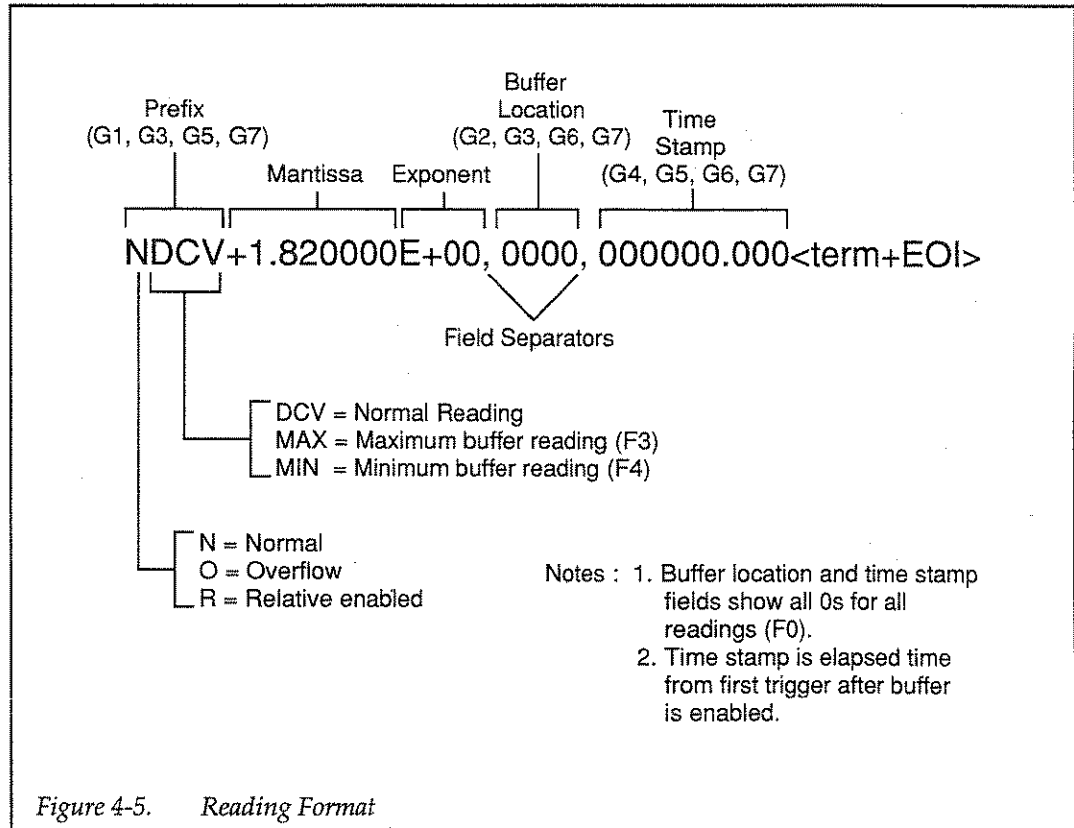 Prefix
(G1, G3, G5, G7)
Mantissa
Exponent
Buffer
Location
(G2, G3, G6, G7)
Time
Stamp
(G4, G5, G6, G7)
NDCV+1.820000E+00, 0000, 000000.000<term+EOI>
Field Separators
DCV = Normal Reading
MAX = Maximum buffer reading (F3)
MIN = Minimum buffer reading (F4)
N = Normal
O = Overflow
R = Relative enabled
Notes : 1. Buffer location and time stamp
fields show all 0s for all
readings (F0).
2. Time stamp is elapsed time
from first trigger after buffer
is enabled.
Figure 4-5. Reading Format